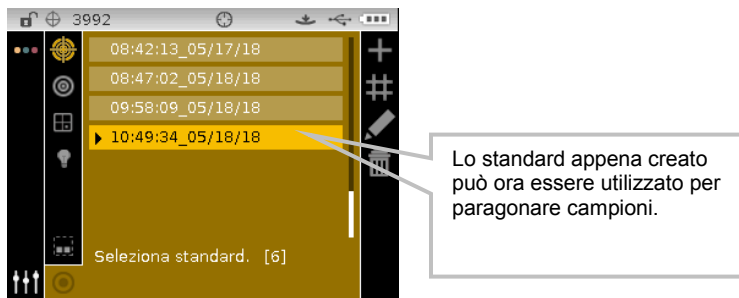 3992
08:42:13_05/17/18
08:47:02_05/18/18
09:58:09_05/18/18
10:49:34_05/18/18
Seleziona standard. [6]
Lo standard appena creato
può ora essere utilizzato per
paragonare campioni.